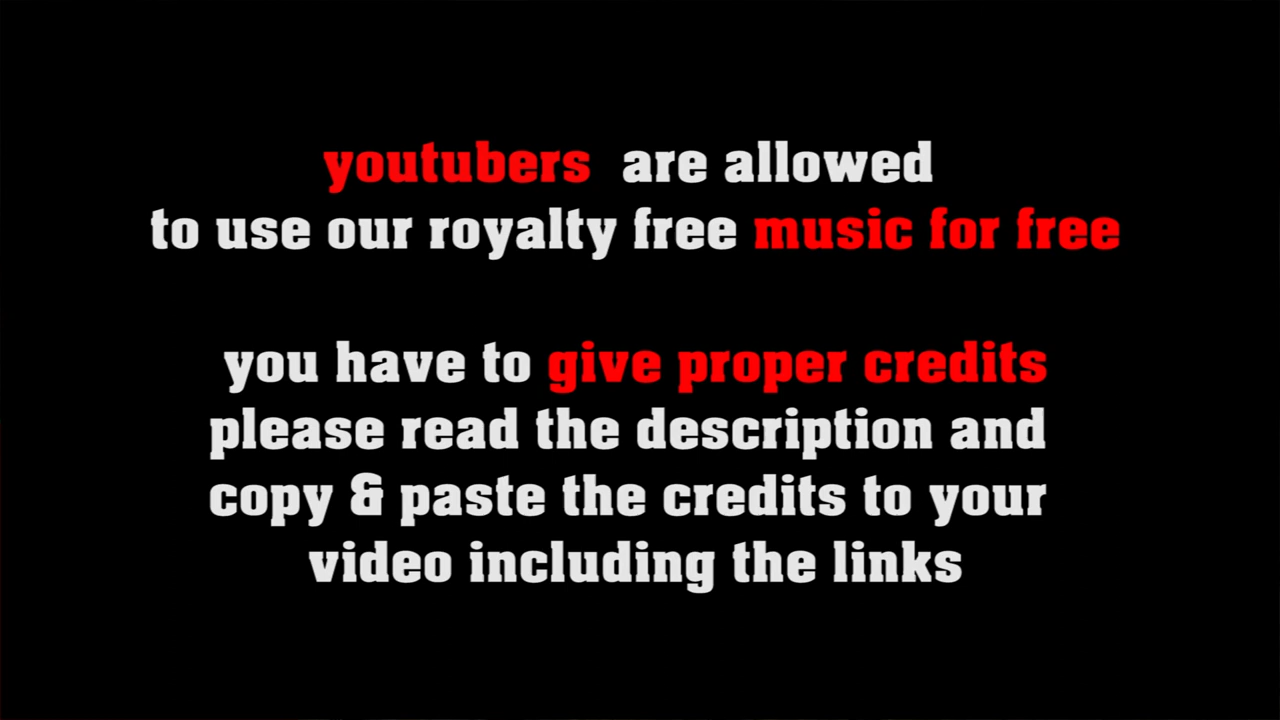 youtubers are allowed
to use our royalty free music for free
you have to give proper credits
please read the description and
copy & paste the credits to your
video including the links